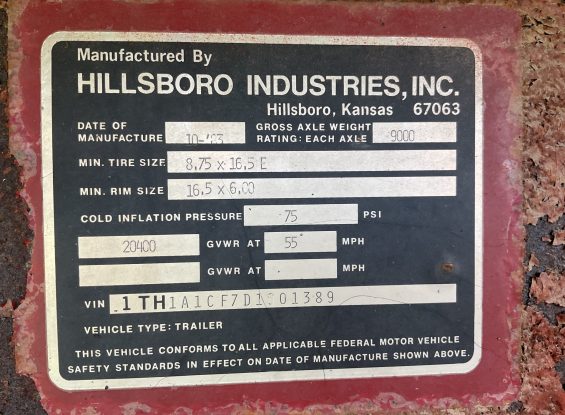 Manufactured By
HILLSBORO INDUSTRIES, INC.
Hillsboro, Kansas 67063
DATE OF MANUFACTURE 10-'83
GROSS AXLE WEIGHT RATING: EACH AXLE 9000
MIN. TIRE SIZE 8.75 x 16.5 E
MIN. RIM SIZE 16.5 x 6.00
COLD INFLATION PRESSURE 75 PSI
20400 GVWR AT 55 MPH
GVWR AT MPH
VIN 1TH
VEHICLE TYPE: TRAILER
THIS VEHICLE CONFORMS TO ALL APPLICABLE FEDERAL MOTOR VEHICLE
SAFETY STANDARDS IN EFFECT ON DATE OF MANUFACTURE SHOWN ABOVE.